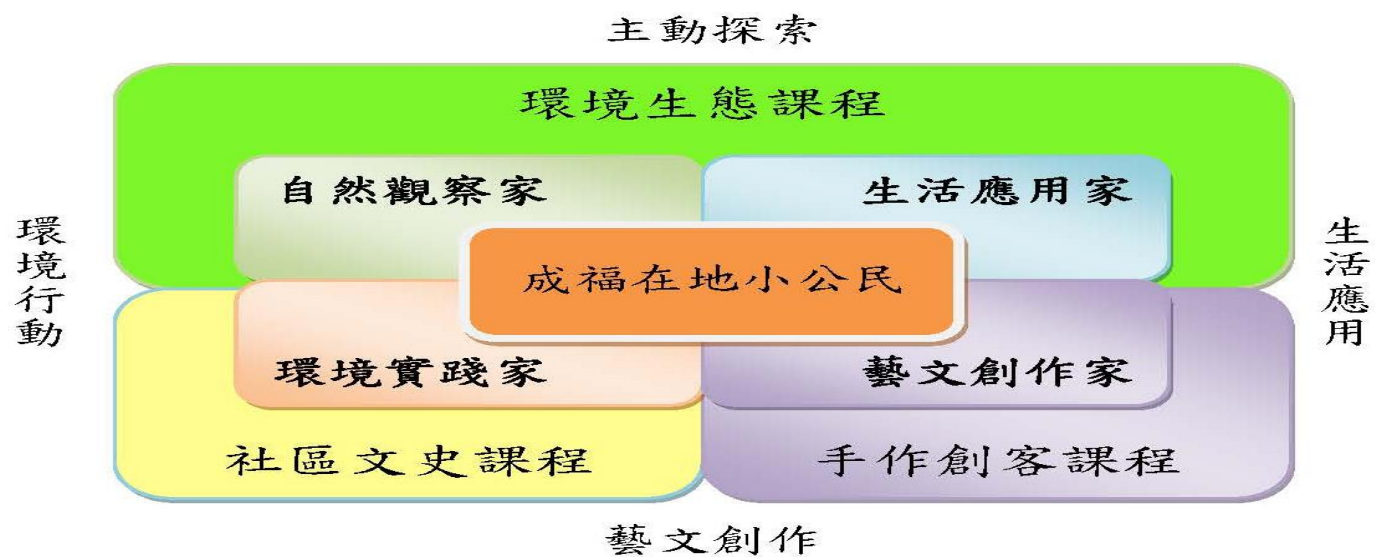 主動探索
環境生態課程
自然觀察家
生活應用家
環境行動
成福在地小公民
生活應用
環境實踐家
藝文創作家
社區文史課程
手作創客課程
藝文創作